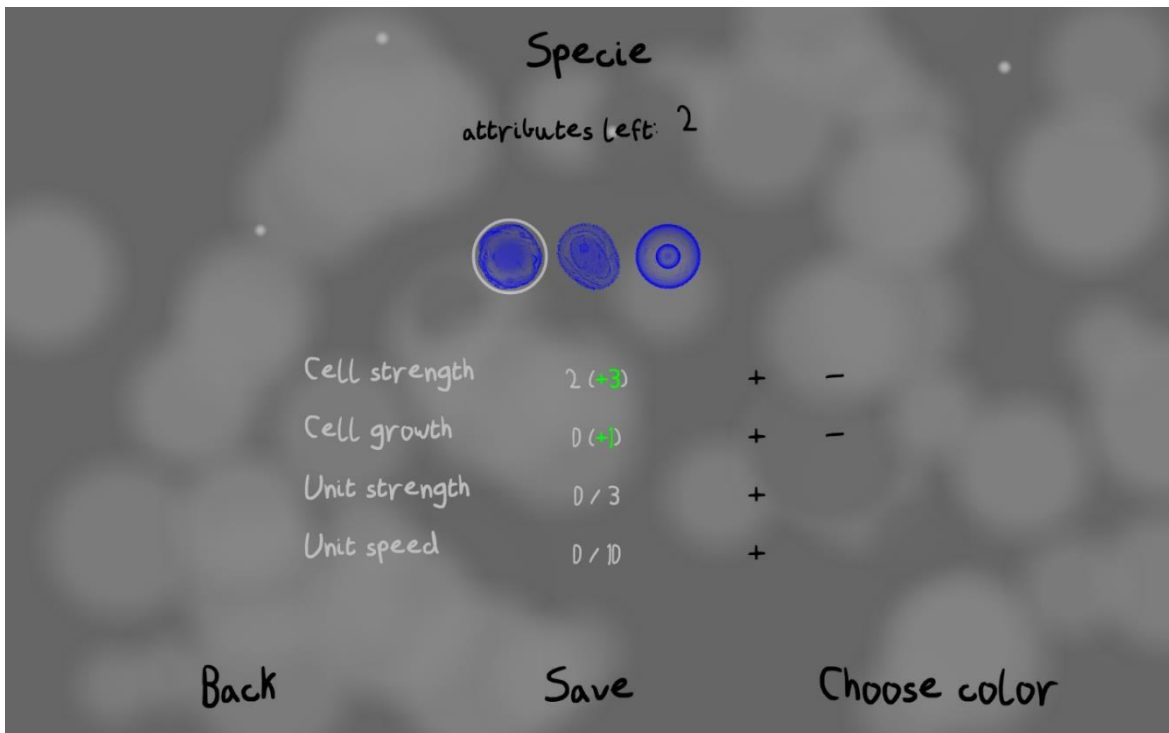 Specie
attributes left: 2
Cell strength 2 (+3) + -
Cell growth 0 (+1) + -
Unit strength 0 / 3 +
Unit speed 0 / 10 +
Back Save Choose color